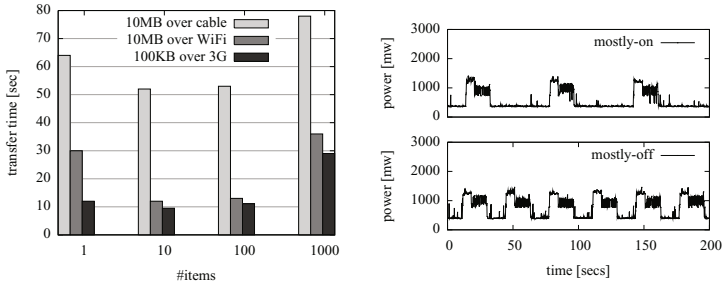 80
70
60
50
40
30
20
10
0
transfer time [sec]
10MB over cable
10MB over WiFi
100KB over 3G
1 10 100 1000
#items
3000
2000
1000
0
power [mw]
mostly-on
3000
2000
1000
0
power [mw]
mostly-off
0 50 100 150 200
time [secs]